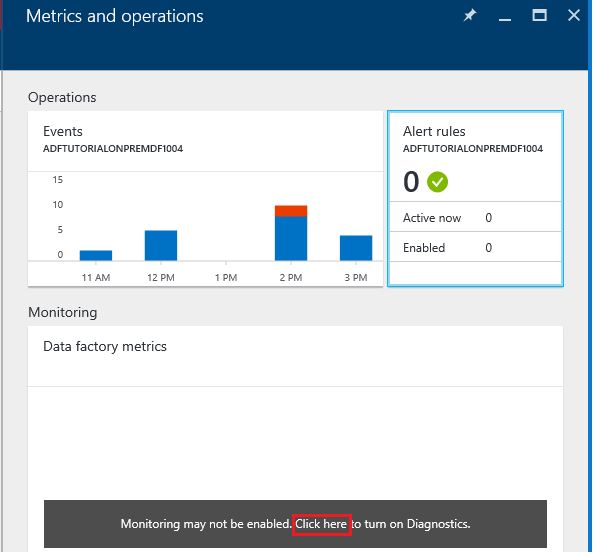 Metrics and operations
Operations
Events
ADFTUTORIALONPREMDF1004
15
10
5
0
11 AM 12 PM 1 PM 2 PM 3 PM
Alert rules
ADFTUTORIALONPREMDF1004
0
Active now 0
Enabled 0
Monitoring
Data factory metrics
Monitoring may not be enabled. Click here to turn on Diagnostics.